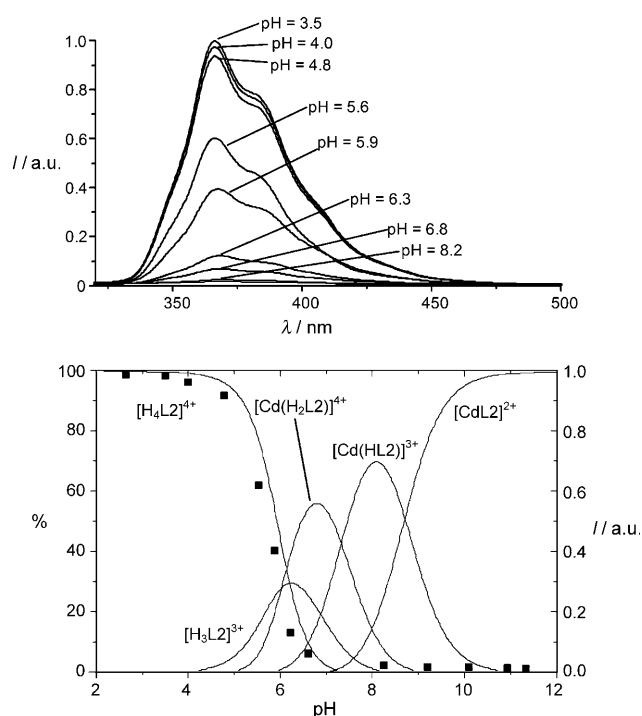 pH = 3.5
pH = 4.0
pH = 4.8
pH = 5.6
pH = 5.9
pH = 6.3
pH = 6.8
pH = 8.2
1.0
0.8
0.6
0.4
0.2
0
I / a.u.
350
400
450
500
λ / nm
100
80
60
40
20
0
%
[H₄L2]⁴⁺
[Cd(H₂L2)]⁴⁺
[Cd(HL2)]³⁺
[CdL2]²⁺
[H₃L2]³⁺
1.0
0.8
0.6
0.4
0.2
0.0
I / a.u.
2
4
6
8
10
12
pH